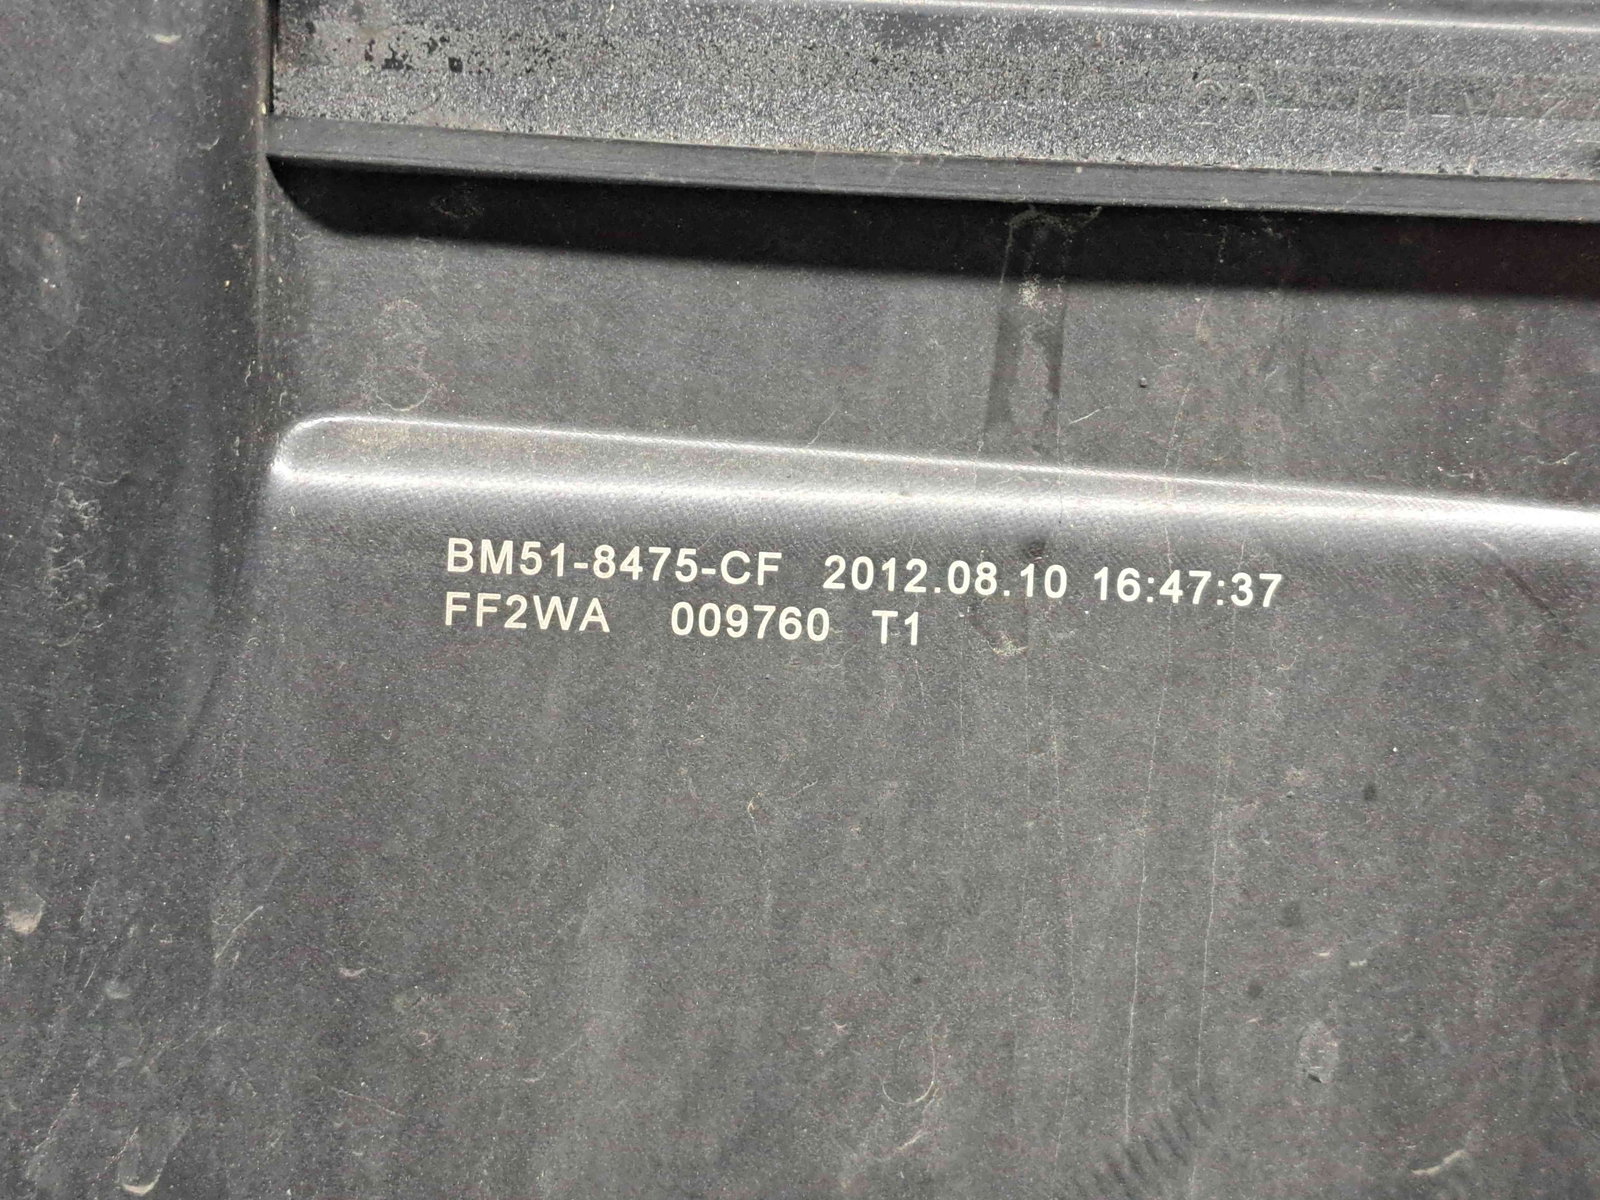 BM51-8475-CF 2012.08.10 16:47:37
FF2WA 009760 T1